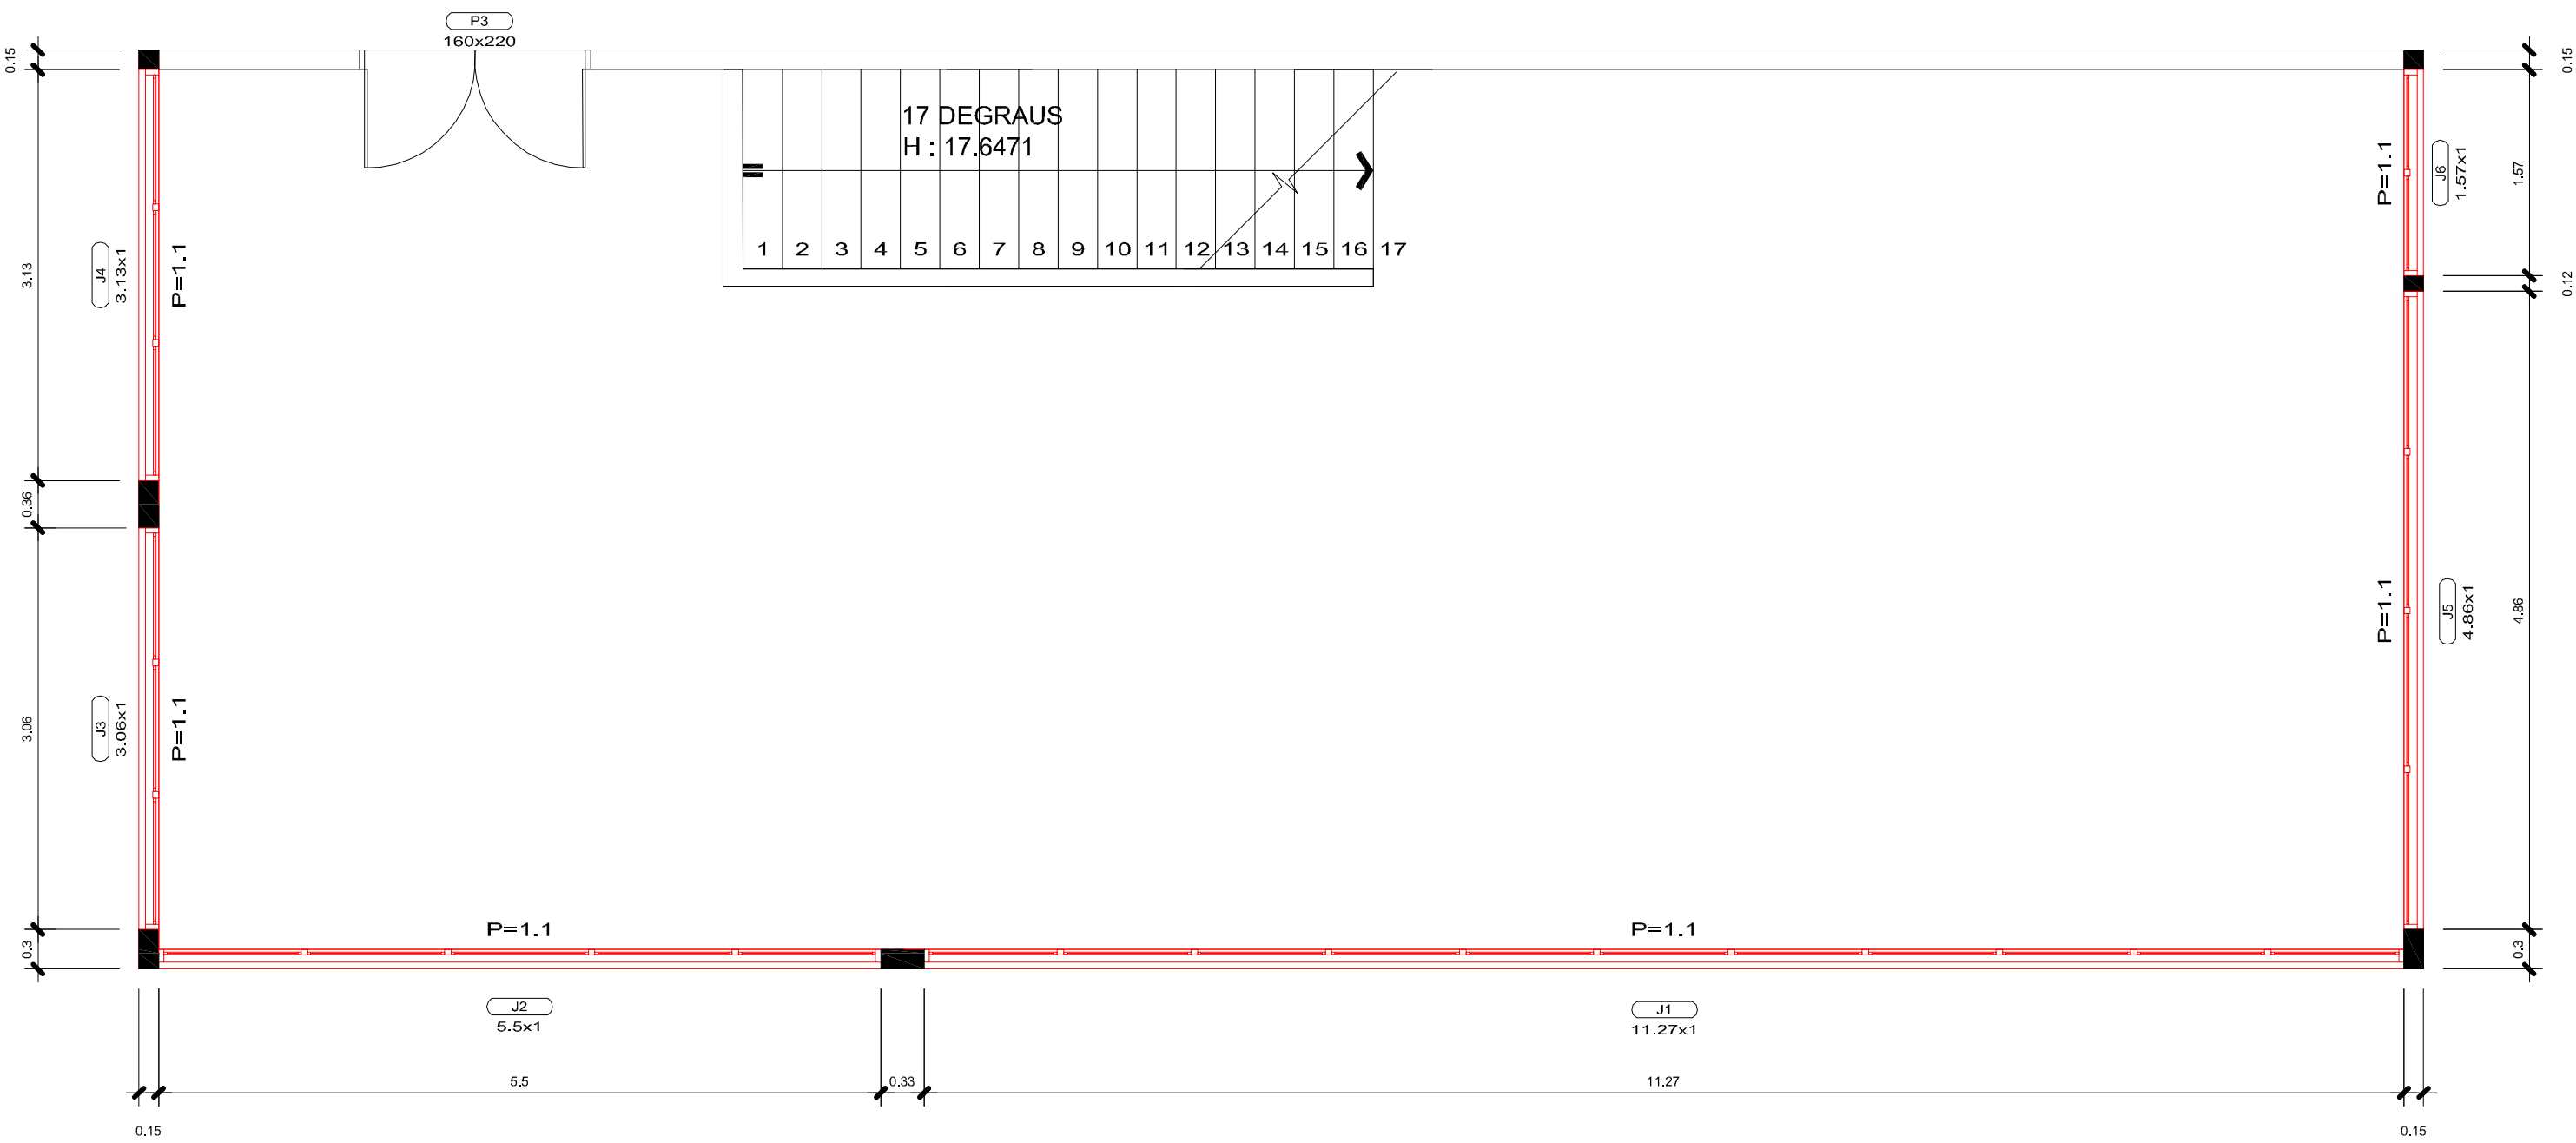 P3
160x220
0.15
0.15
17 DEGRAUS
H : 17.6471
1 2 3 4 5 6 7 8 9 10 11 12 13 14 15 16 17
3.13
J4
3.13x1
P=1.1
P=1.1
J6
1.57x1
1.57
0.12
0.36
3.06
J3
3.06x1
P=1.1
P=1.1
J5
4.86x1
4.86
0.3
P=1.1
P=1.1
0.3
J2
5.5x1
J1
11.27x1
5.5
0.33
11.27
0.15
0.15